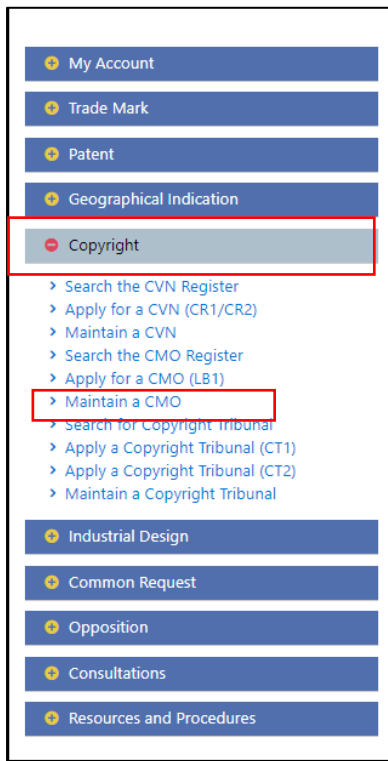 My Account
Trade Mark
Patent
Geographical Indication
Copyright
Search the CVN Register
Apply for a CVN (CR1/CR2)
Maintain a CVN
Search the CMO Register
Apply for a CMO (LB1)
Maintain a CMO
Search for Copyright Tribunal
Apply a Copyright Tribunal (CT1)
Apply a Copyright Tribunal (CT2)
Maintain a Copyright Tribunal
Industrial Design
Common Request
Opposition
Consultations
Resources and Procedures